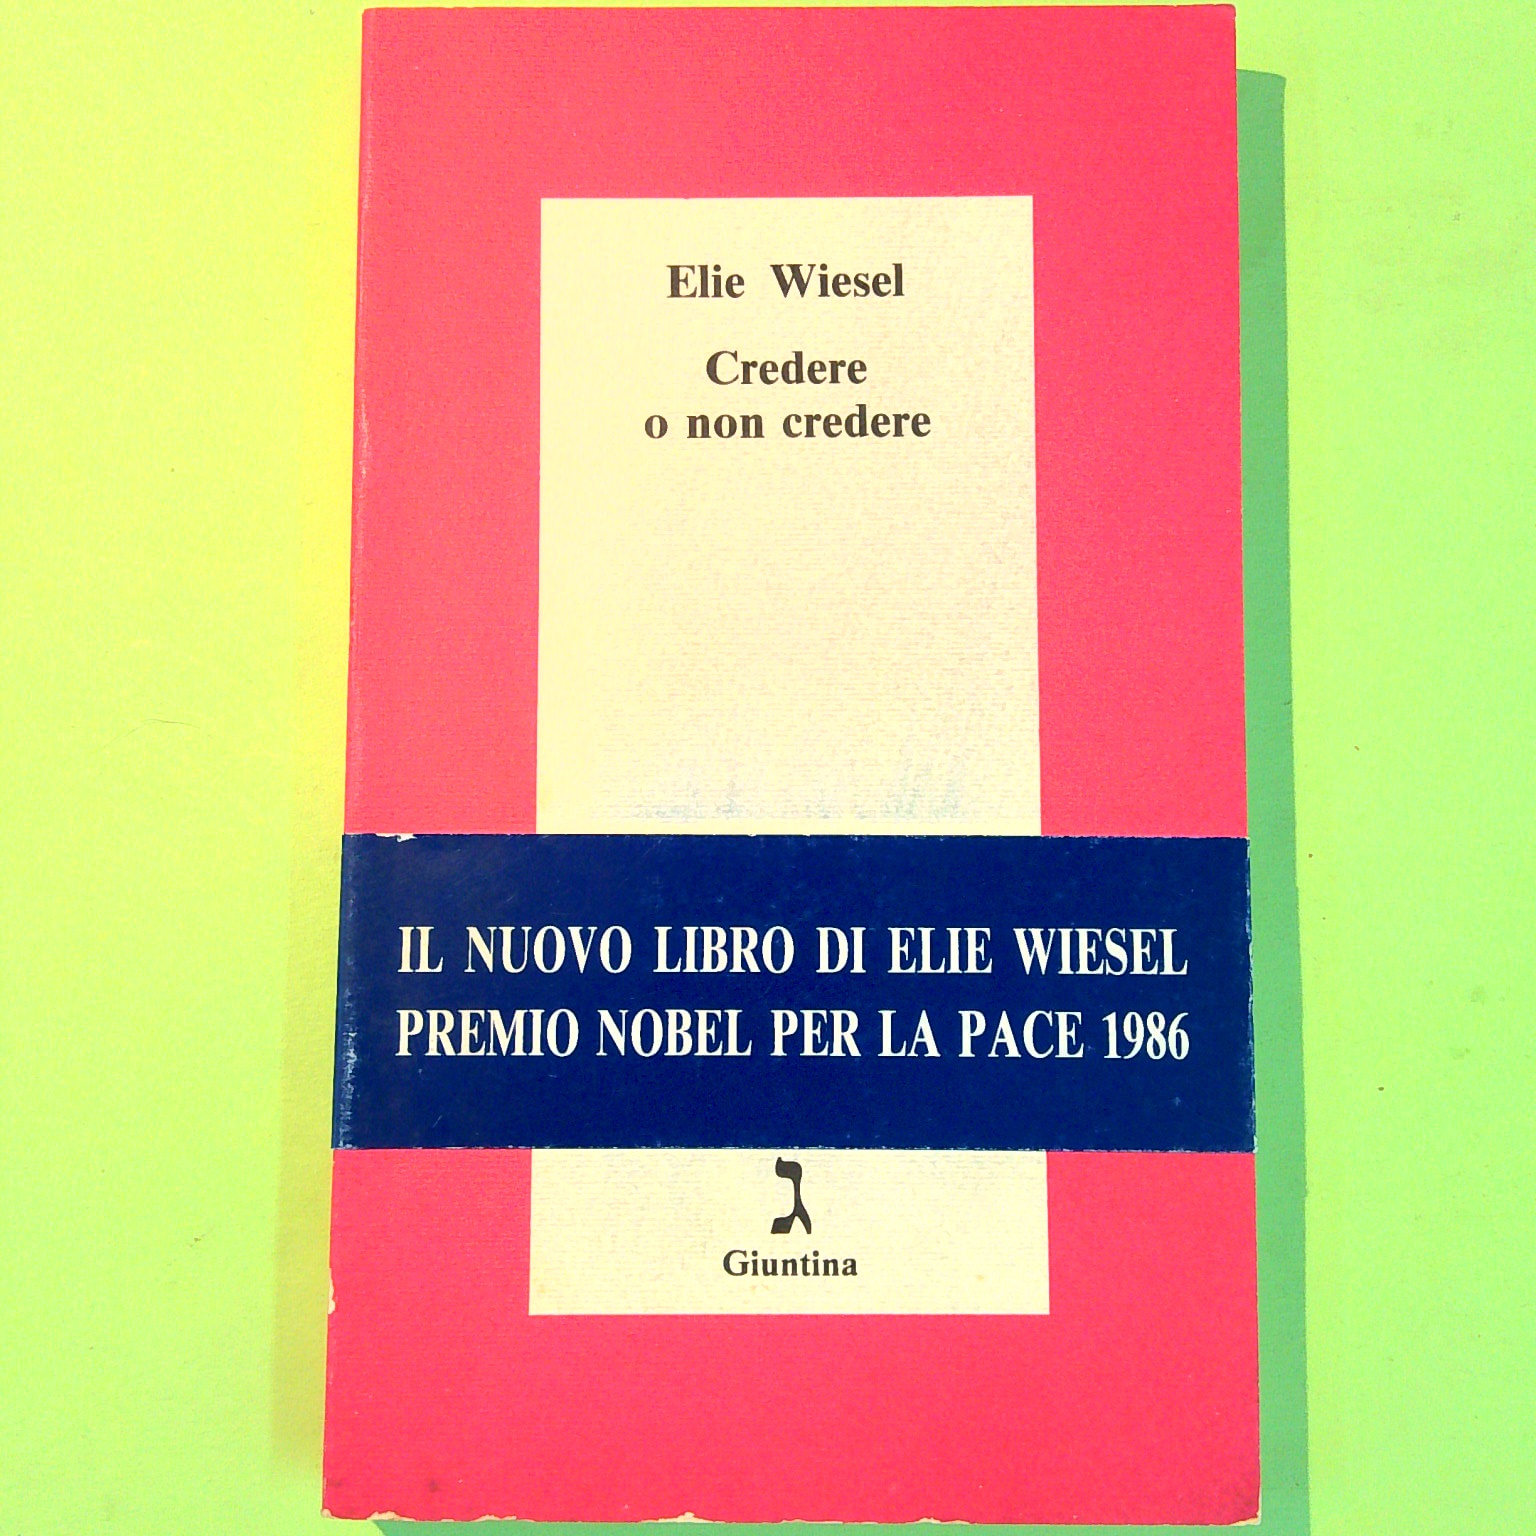 Elie Wiesel
Credere
o non credere
IL NUOVO LIBRO DI ELIE WIESEL
PREMIO NOBEL PER LA PACE 1986
ג
Giuntina